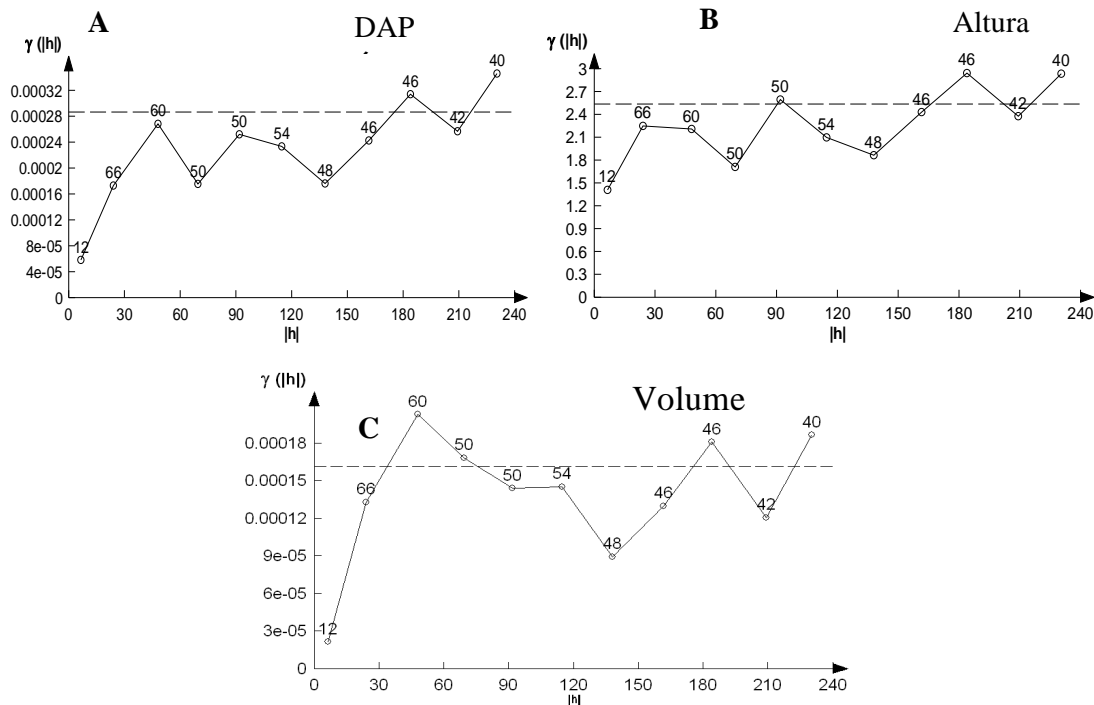 A
DAP
γ (|h|)
0.00032
0.00028
0.00024
0.0002
0.00016
0.00012
8e-05
4e-05
0
12
66
60
50
50
54
48
46
46
42
40
0 30 60 90 120 150 180 210 240
|h|
B
Altura
γ (|h|)
3
2.7
2.4
2.1
1.8
1.5
1.2
0.9
0.6
0.3
0
12
66
60
50
50
54
48
46
46
42
40
0 30 60 90 120 150 180 210 240
|h|
C
Volume
γ (|h|)
0.00018
0.00015
0.00012
9e-05
6e-05
3e-05
0
12
66
60
50
50
54
48
46
46
42
40
0 30 60 90 120 150 180 210 240
|h|